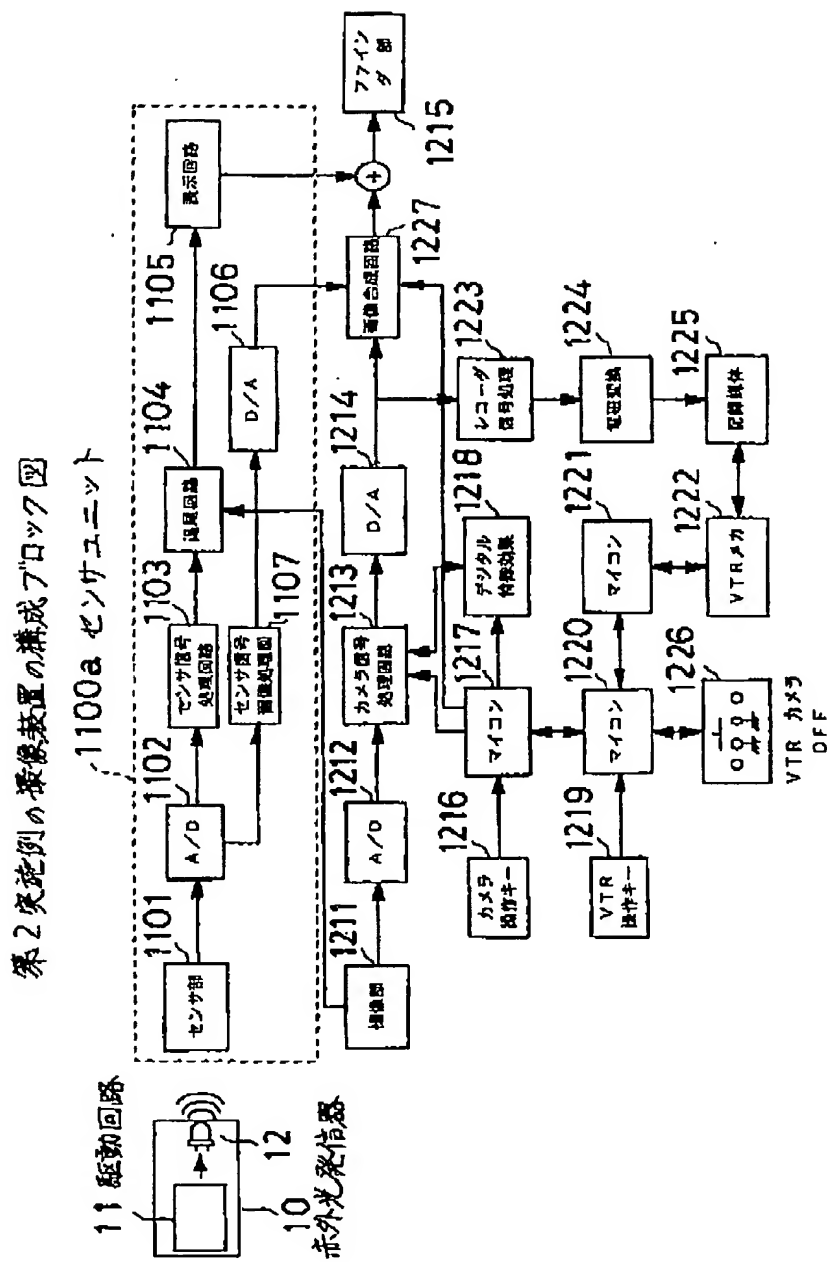 第2実施例の撮像装置の構成ブロック図
1100a センサユニット
11 駆動回路
12
10
赤外光発信器
1101
センサ部
1102
A/D
1103
センサ信号
処理回路
1104
回路
1105
表示回路
1107
センサ信号
画像処理
1106
D/A
1211
撮像部
1212
A/D
1213
カメラ信号
処理回路
1214
D/A
1227
画像合成回路
+
1215
ファイン
ダ部
1216
カメラ
操作キー
1217
マイコン
1218
デジタル
特殊効果
1223
レコーダ
信号処理
1224
電磁変換
1225
記録媒体
1219
VTR
操作キー
1220
マイコン
1221
マイコン
1222
VTRメカ
1226
VTR カメラ
OFF